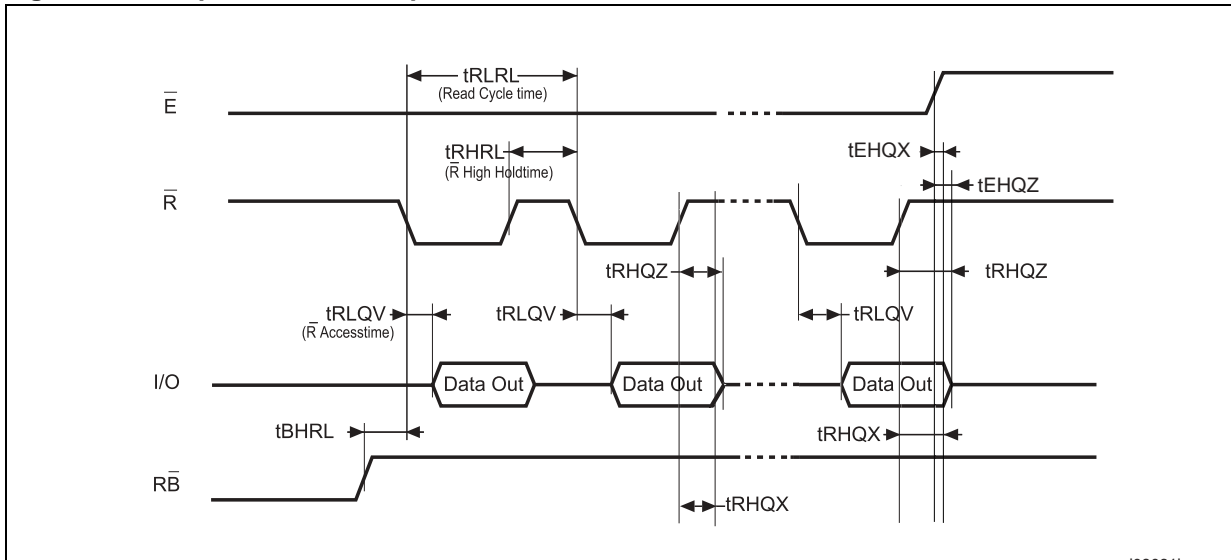 tRLRL
(Read Cycle time)
E̅
tRHRL
(R̅ High Holdtime)
tEHQX
tEHQZ
R̅
tRHQZ
tRHQZ
tRLQV
(R̅ Accesstime)
tRLQV
tRLQV
I/O
Data Out
Data Out
Data Out
tBHRL
tRHQX
RB̅
tRHQX